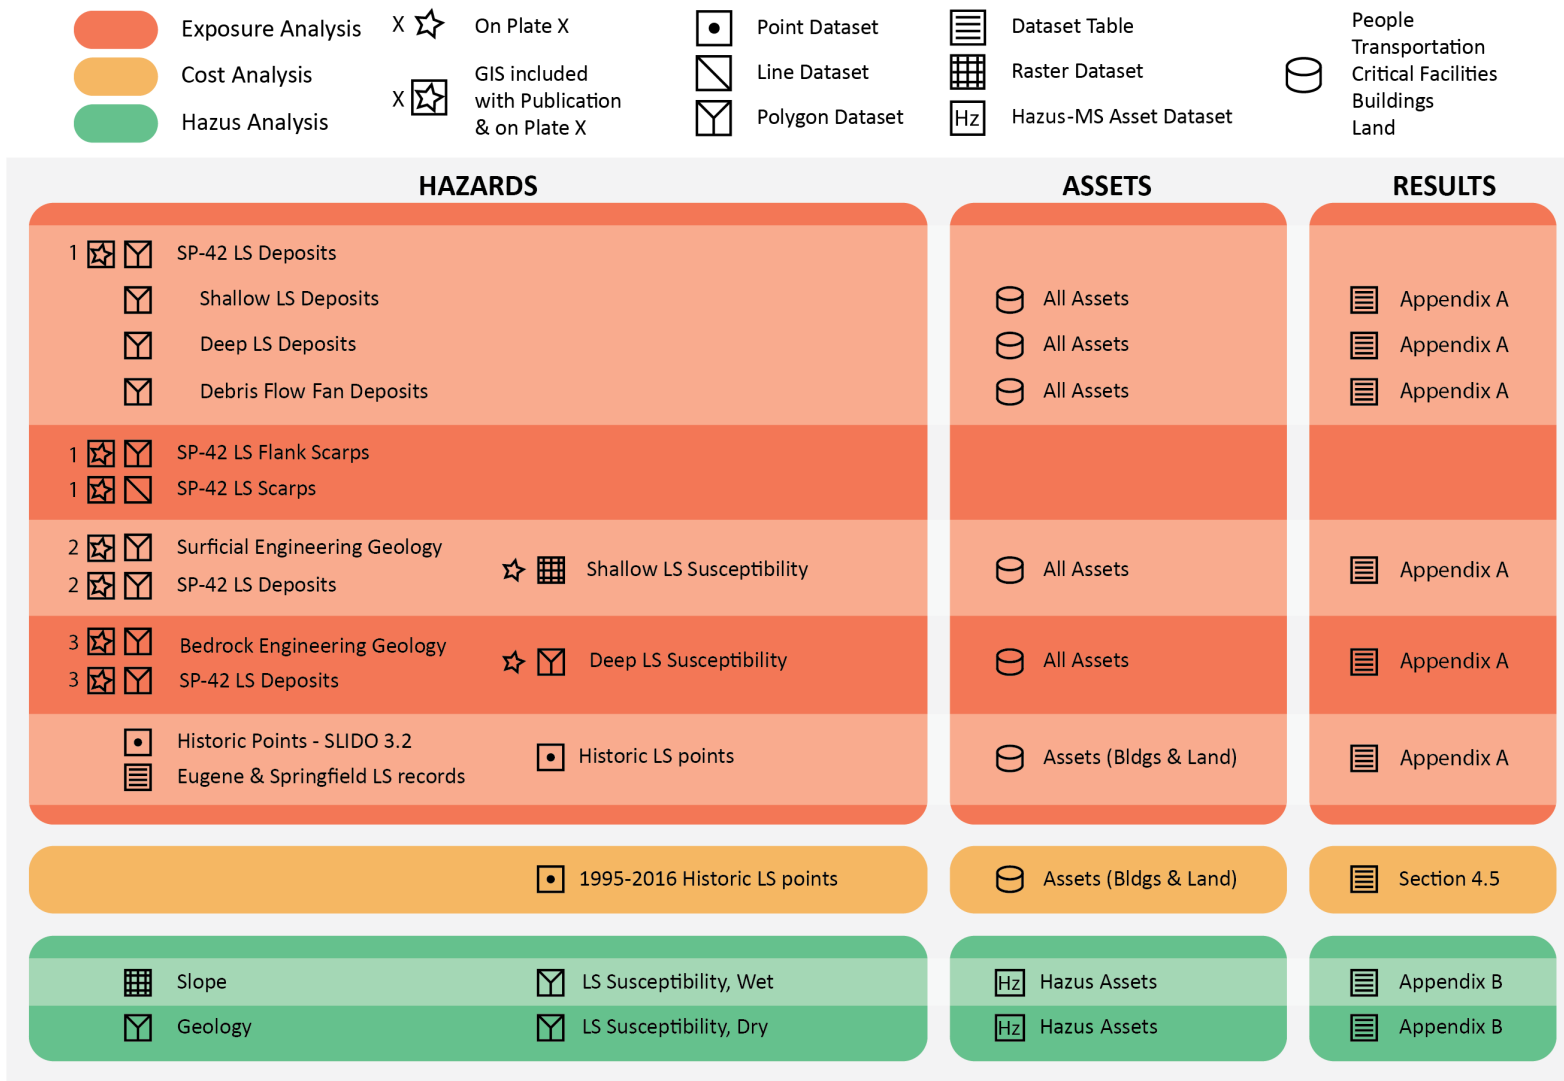 Exposure Analysis
Cost Analysis
Hazus Analysis
X
On Plate X
X
GIS included
with Publication
& on Plate X
Point Dataset
Line Dataset
Polygon Dataset
Dataset Table
Raster Dataset
Hz
Hazus-MS Asset Dataset
People
Transportation
Critical Facilities
Buildings
Land
HAZARDS
ASSETS
RESULTS
1
SP-42 LS Deposits
Shallow LS Deposits
All Assets
Appendix A
Deep LS Deposits
All Assets
Appendix A
Debris Flow Fan Deposits
All Assets
Appendix A
1
SP-42 LS Flank Scarps
1
SP-42 LS Scarps
2
Surficial Engineering Geology
2
SP-42 LS Deposits
Shallow LS Susceptibility
All Assets
Appendix A
3
Bedrock Engineering Geology
3
SP-42 LS Deposits
Deep LS Susceptibility
All Assets
Appendix A
Historic Points - SLIDO 3.2
Eugene & Springfield LS records
Historic LS points
Assets (Bldgs & Land)
Appendix A
1995-2016 Historic LS points
Assets (Bldgs & Land)
Section 4.5
Slope
LS Susceptibility, Wet
Hz
Hazus Assets
Appendix B
Geology
LS Susceptibility, Dry
Hz
Hazus Assets
Appendix B